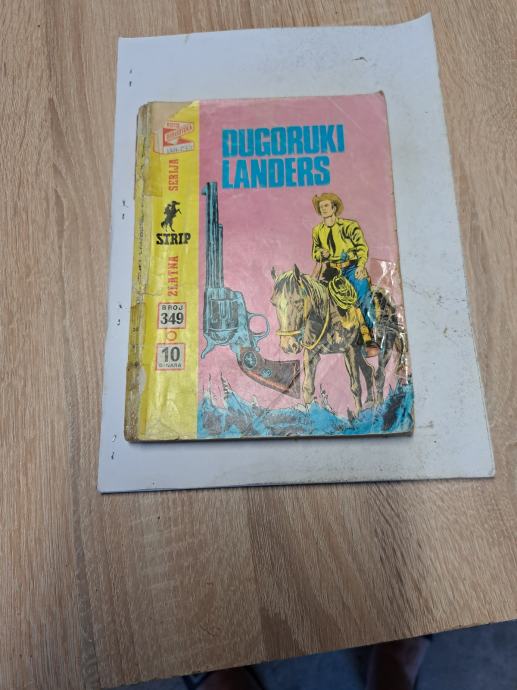 DUGORUKI
LANDERS
ZLATNA SERIJA
STRIP
BROJ
349
10
DINARA